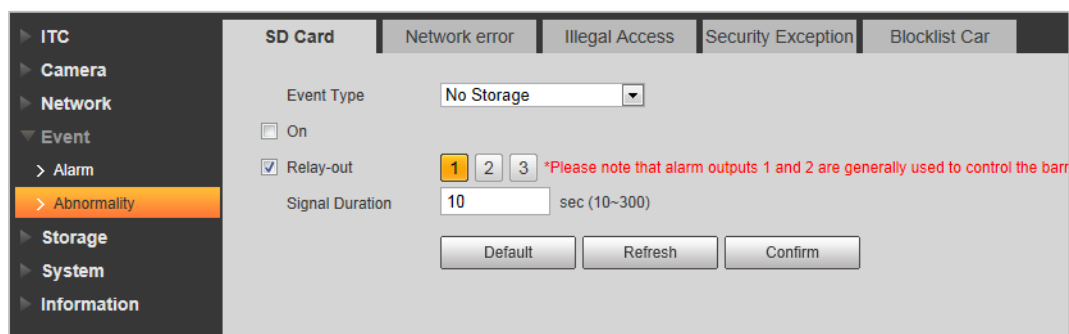 ITC
Camera
Network
Event
Alarm
Abnormality
Storage
System
Information
SD Card Network error Illegal Access Security Exception Blocklist Car
Event Type No Storage
On
Relay-out 1 2 3 *Please note that alarm outputs 1 and 2 are generally used to control the barr
Signal Duration 10 sec (10~300)
Default Refresh Confirm